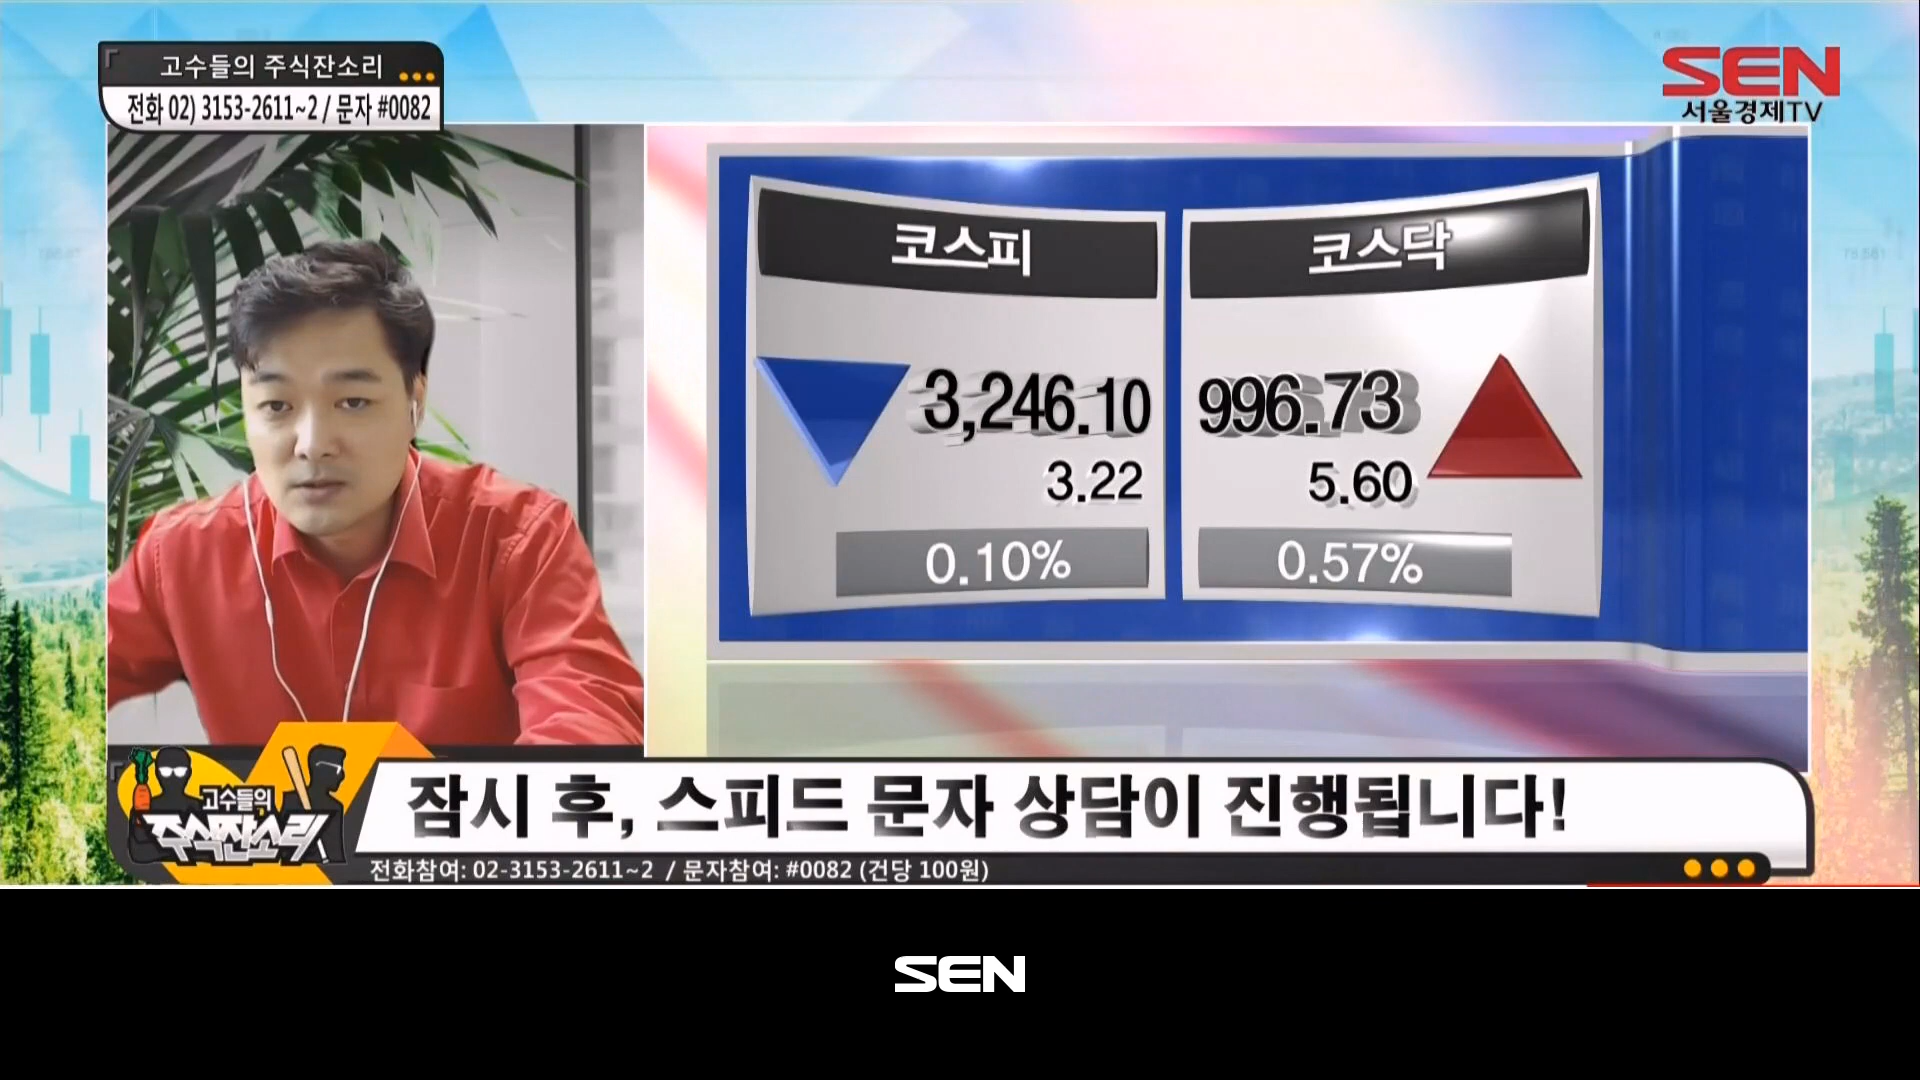 고수들의 주식잔소리
전화 02) 3153-2611~2 / 문자 #0082
SEN
서울경제TV
코스피
3,246.10
3.22
0.10%
코스닥
996.73
5.60
0.57%
고수들의
주식잔소리
잠시 후, 스피드 문자 상담이 진행됩니다!
전화참여: 02-3153-2611~2 / 문자참여: #0082 (건당 100원)
SEN